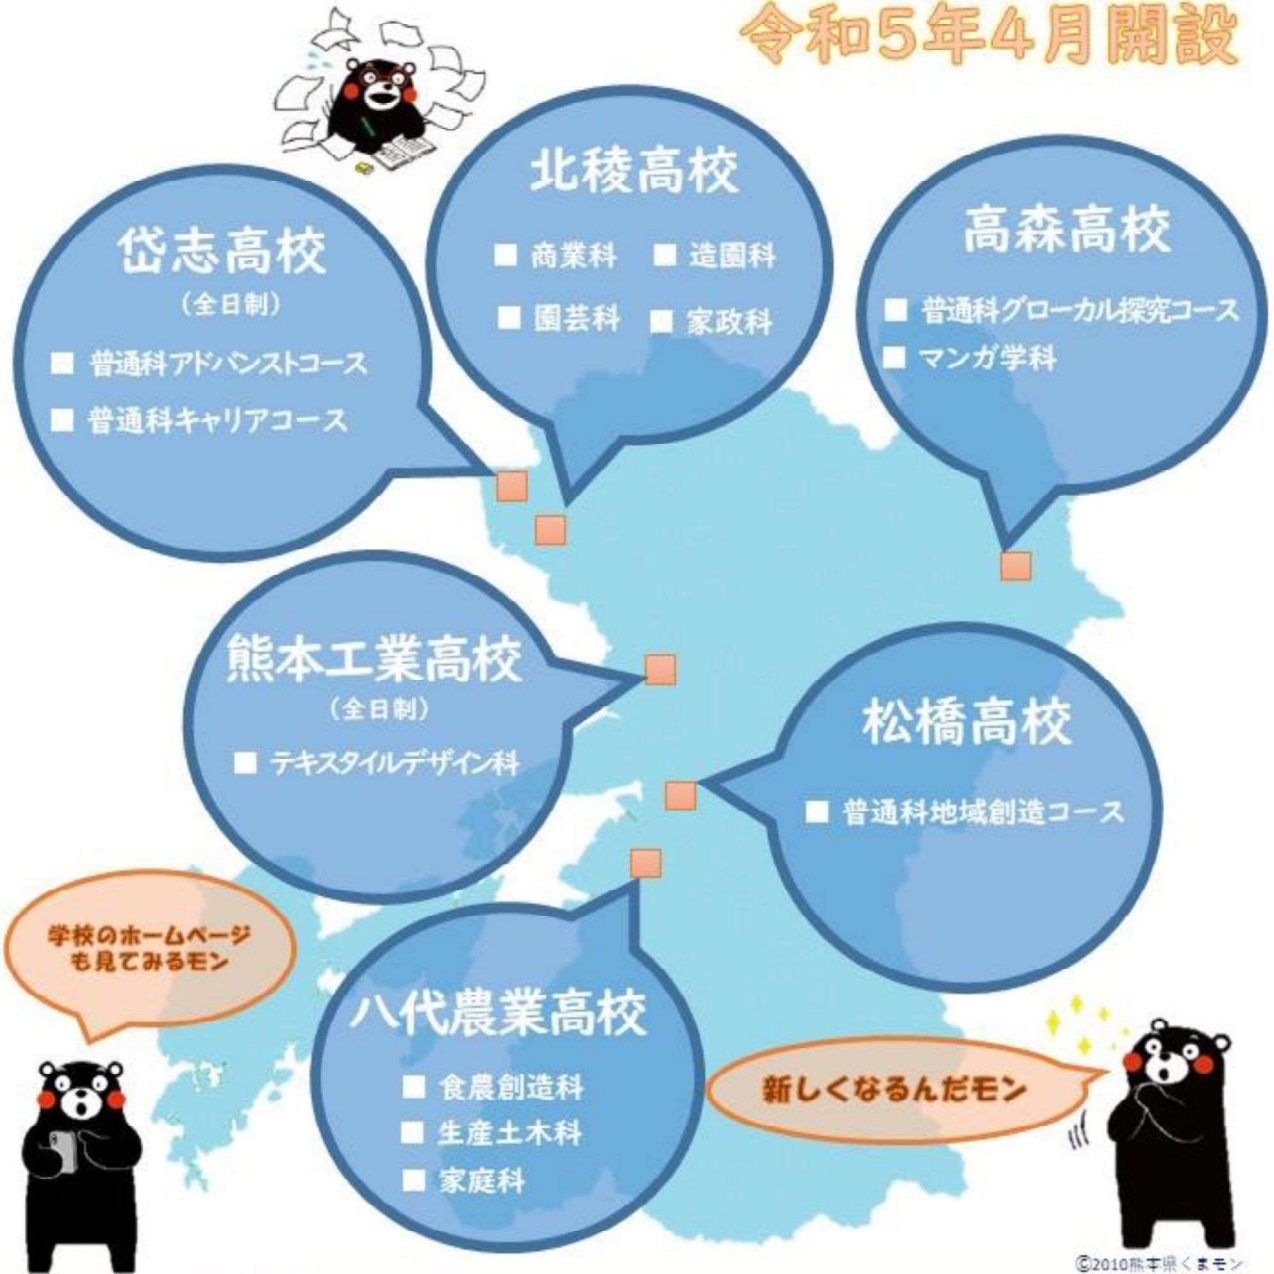 令和5年4月開設
岱志高校
(全日制)
■ 普通科アドバンストコース
■ 普通科キャリアコース
北稜高校
■ 商業科 ■ 造園科
■ 園芸科 ■ 家政科
高森高校
■ 普通科グローカル探究コース
■ マンガ学科
熊本工業高校
(全日制)
■ テキスタイルデザイン科
松橋高校
■ 普通科地域創造コース
八代農業高校
■ 食農創造科
■ 生産土木科
■ 家庭科
学校のホームページ
も見てみるモン
新しくなるんだモン
©2010熊本県くまモン